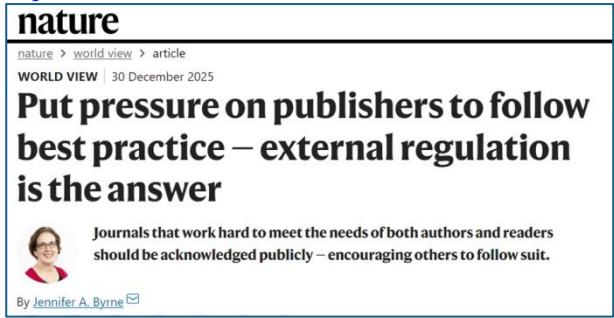 nature
nature > world view > article
WORLD VIEW | 30 December 2025
Put pressure on publishers to follow
best practice — external regulation
is the answer
Journals that work hard to meet the needs of both authors and readers
should be acknowledged publicly — encouraging others to follow suit.
By Jennifer A. Byrne